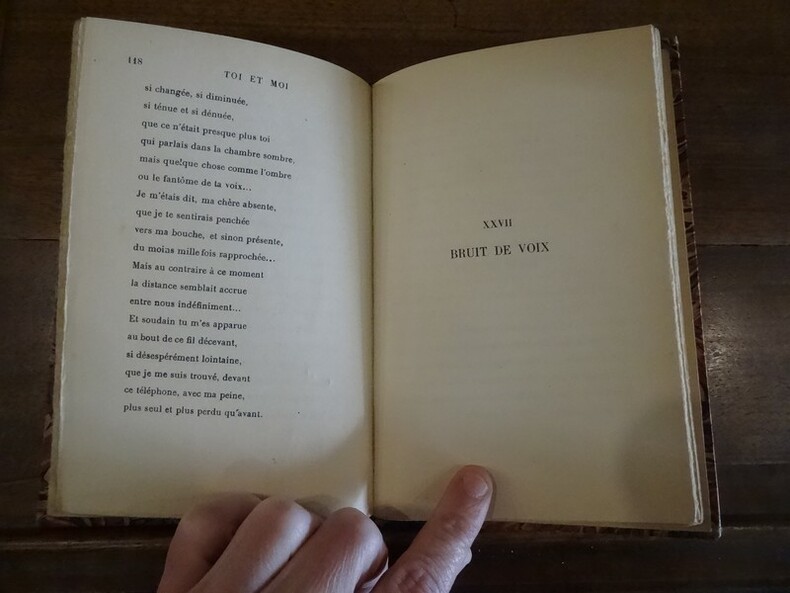 118
TOI ET MOI
si changée, si diminuée,
si ténue et si dénuée,
que ce n'était presque plus toi
qui parlais dans la chambre sombre,
mais quelque chose comme l'ombre
ou le fantôme de ta voix...
Je m'étais dit, ma chère absente,
que je te sentirais penchée
vers ma bouche, et sinon présente,
du moins mille fois rapprochée...
Mais au contraire à ce moment
la distance semblait accrue
entre nous indéfiniment...
Et soudain tu m'es apparue
au bout de ce fil décevant,
si désespérément lointaine,
que je me suis trouvé, devant
ce téléphone, avec ma peine,
plus seul et plus perdu qu'avant.
XXVII
BRUIT DE VOIX